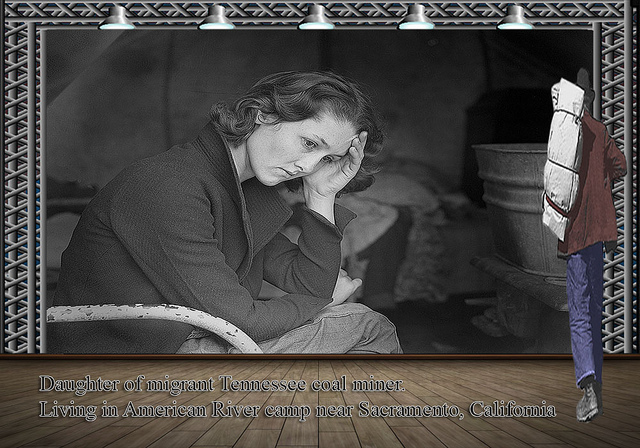 Daughter of migrant Tennessee coal miner.
Living in American River camp near Sacramento, California